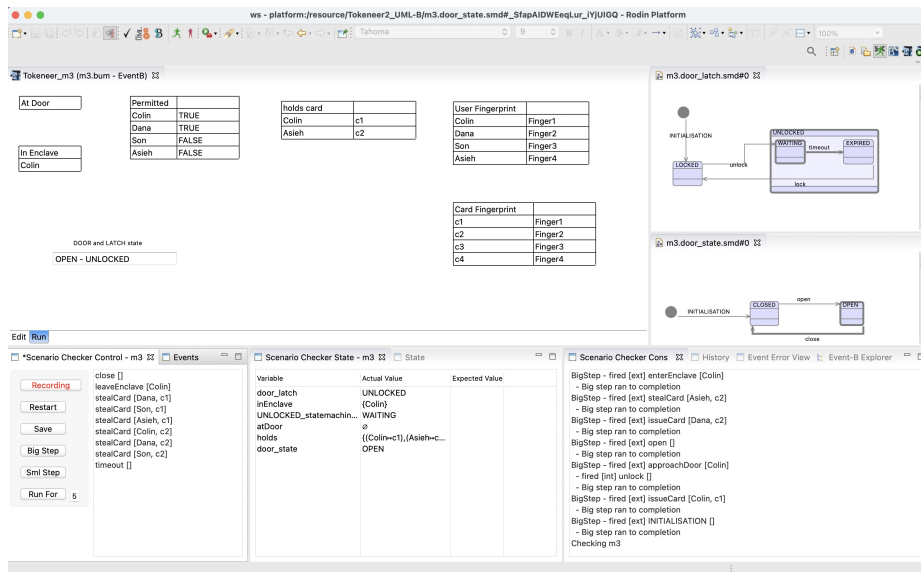 ws - platform:/resource/Tokeneer2_UML-B/m3.door_state.smd#_SfapAIDWEeqLur_iYjUIGQ - Rodin Platform
Tahoma
9
100%
Tokeneer_m3 (m3.bum - EventB)
At Door
In Enclave
Colin
Permitted
Colin TRUE
Dana TRUE
Son FALSE
Asieh FALSE
holds card
Colin c1
Asieh c2
User Fingerprint
Colin Finger1
Dana Finger2
Son Finger3
Asieh Finger4
Card Fingerprint
c1 Finger1
c2 Finger2
c3 Finger3
c4 Finger4
DOOR and LATCH state
OPEN - UNLOCKED
Edit Run
m3.door_latch.smd#0
INITIALISATION
LOCKED
unlock
UNLOCKED
WAITING
timeout
EXPIRED
lock
m3.door_state.smd#0
INITIALISATION
CLOSED
open
OPEN
close
*Scenario Checker Control - m3 Events
Recording
Restart
Save
Big Step
Sml Step
Run For 5
close []
leaveEnclave [Colin]
stealCard [Dana, c1]
stealCard [Son, c1]
stealCard [Asieh, c1]
stealCard [Colin, c2]
stealCard [Dana, c2]
stealCard [Son, c2]
timeout []
Scenario Checker State - m3 State
Variable Actual Value Expected Value
door_latch UNLOCKED
inEnclave {Colin}
UNLOCKED_statemachin... WAITING
atDoor ∅
holds {(Colin↦c1),(Asieh↦c...
door_state OPEN
Scenario Checker Cons History Event Error View Event-B Explorer
BigStep - fired [ext] enterEnclave [Colin]
- Big step ran to completion
BigStep - fired [ext] stealCard [Asieh, c2]
- Big step ran to completion
BigStep - fired [ext] issueCard [Dana, c2]
- Big step ran to completion
BigStep - fired [ext] open []
- Big step ran to completion
BigStep - fired [ext] approachDoor [Colin]
- fired [int] unlock []
- Big step ran to completion
BigStep - fired [ext] issueCard [Colin, c1]
- Big step ran to completion
BigStep - fired [ext] INITIALISATION []
- Big step ran to completion
Checking m3